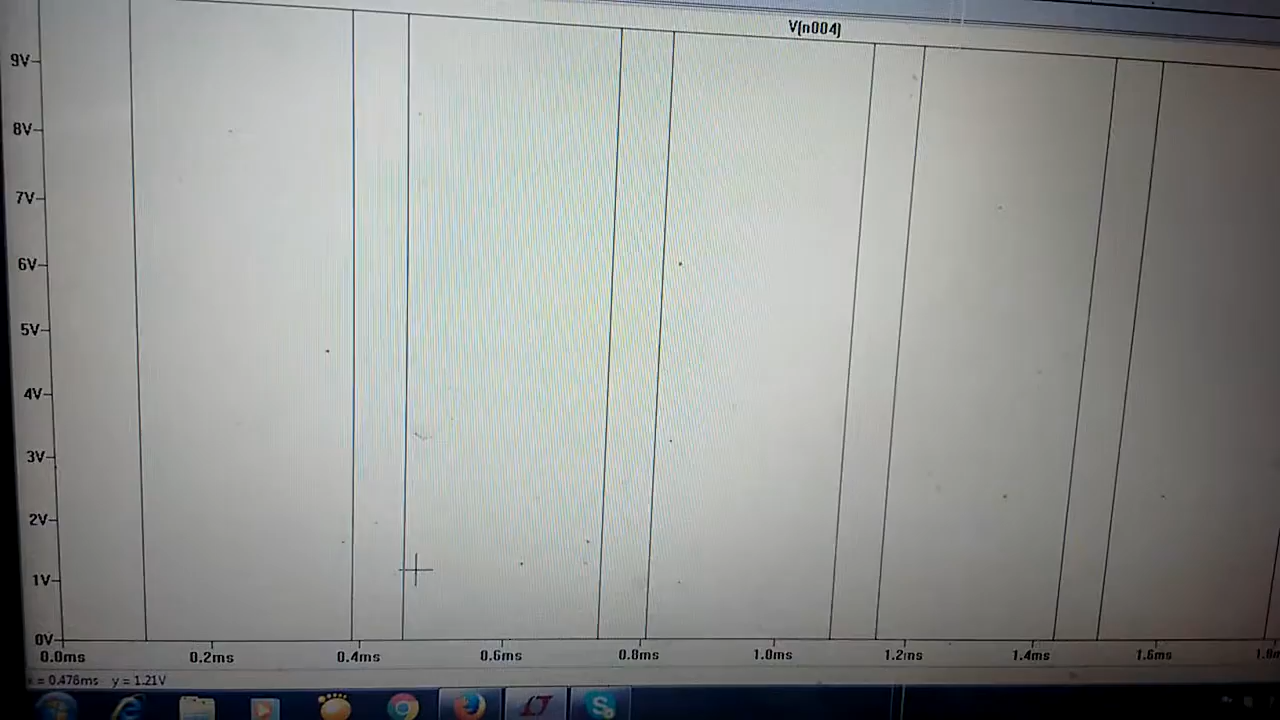 V(n004)
9V
8V
7V
6V
5V
4V
3V
2V
1V
0V
0.0ms 0.2ms 0.4ms 0.6ms 0.8ms 1.0ms 1.2ms 1.4ms 1.6ms
x = 0.476ms y = 1.21V